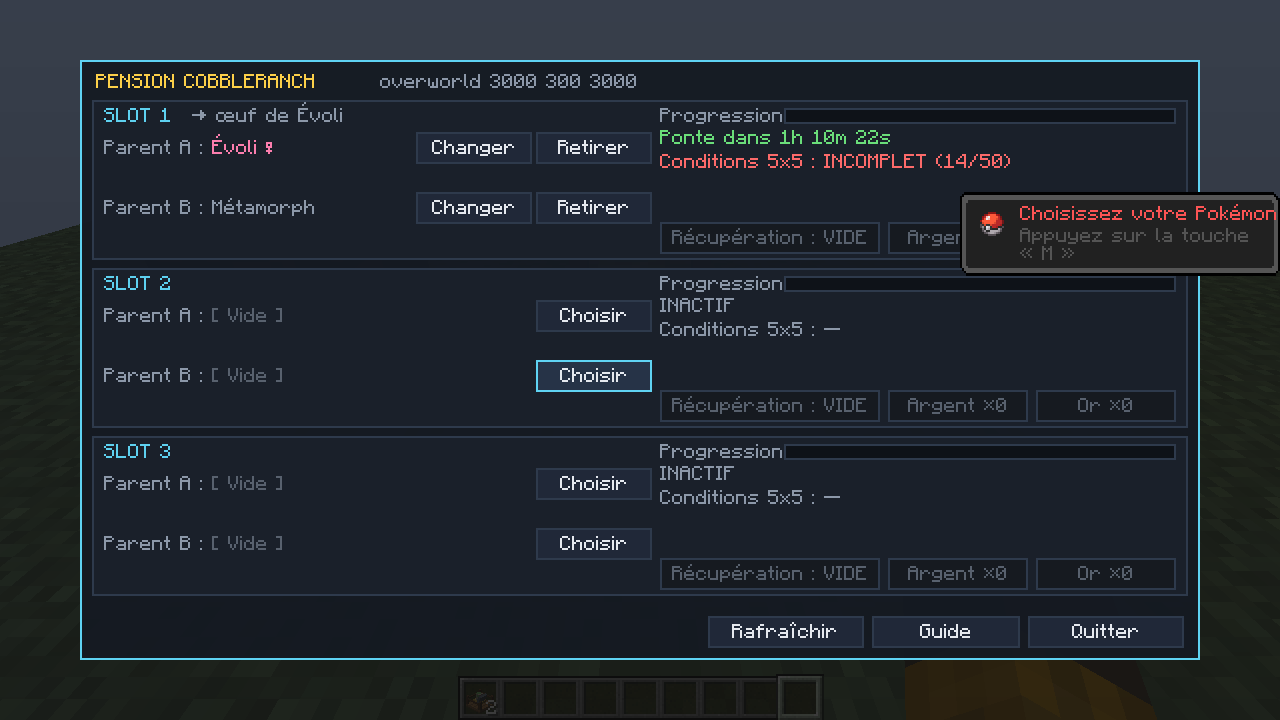 PENSION COBBLERANCH overworld 3000 300 3000
SLOT 1 → œuf de Évoli
Progression
Parent A : Évoli ♀
Changer
Retirer
Ponte dans 1h 10m 22s
Conditions 5x5 : INCOMPLET (14/50)
Parent B : Métamorph
Changer
Retirer
Récupération : VIDE
Argen
Choisissez votre Pokémon
Appuyez sur la touche
« M »
SLOT 2
Progression
Parent A : [ Vide ]
Choisir
INACTIF
Conditions 5x5 : —
Parent B : [ Vide ]
Choisir
Récupération : VIDE
Argent ×0
Or ×0
SLOT 3
Progression
Parent A : [ Vide ]
Choisir
INACTIF
Conditions 5x5 : —
Parent B : [ Vide ]
Choisir
Récupération : VIDE
Argent ×0
Or ×0
Rafraîchir
Guide
Quitter
2